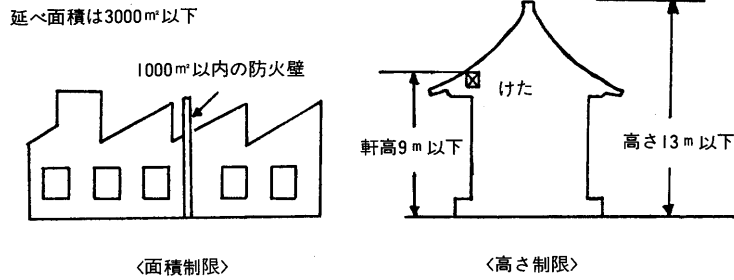 延べ面積は3000㎡以下
1000㎡以内の防火壁
けた
軒高9m以下
高さ13m以下
〈面積制限〉
〈高さ制限〉